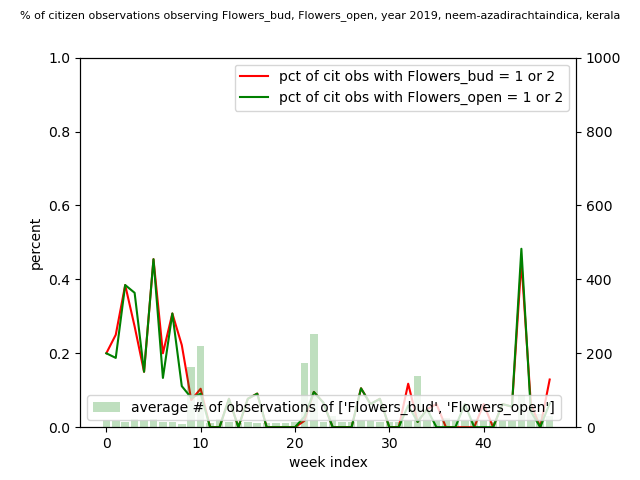 % of citizen observations observing Flowers_bud, Flowers_open, year 2019, neem-azadirachtaindica, kerala
pct of cit obs with Flowers_bud = 1 or 2
pct of cit obs with Flowers_open = 1 or 2
1.0
0.8
0.6
0.4
0.2
0.0
percent
1000
800
600
400
200
0
average # of observations of ['Flowers_bud', 'Flowers_open']
0 10 20 30 40
week index